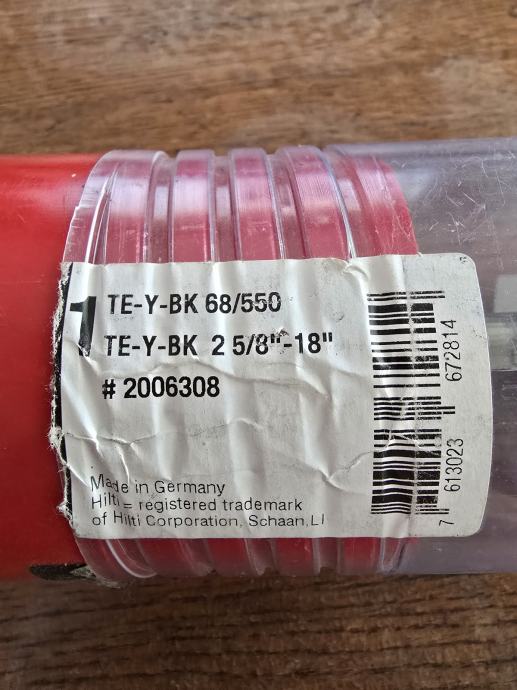 1 TE-Y-BK 68/550
TE-Y-BK 2 5/8"-18"
# 2006308
Made in Germany
Hilti = registered trademark
of Hilti Corporation, Schaan, LI
7 613023 672814